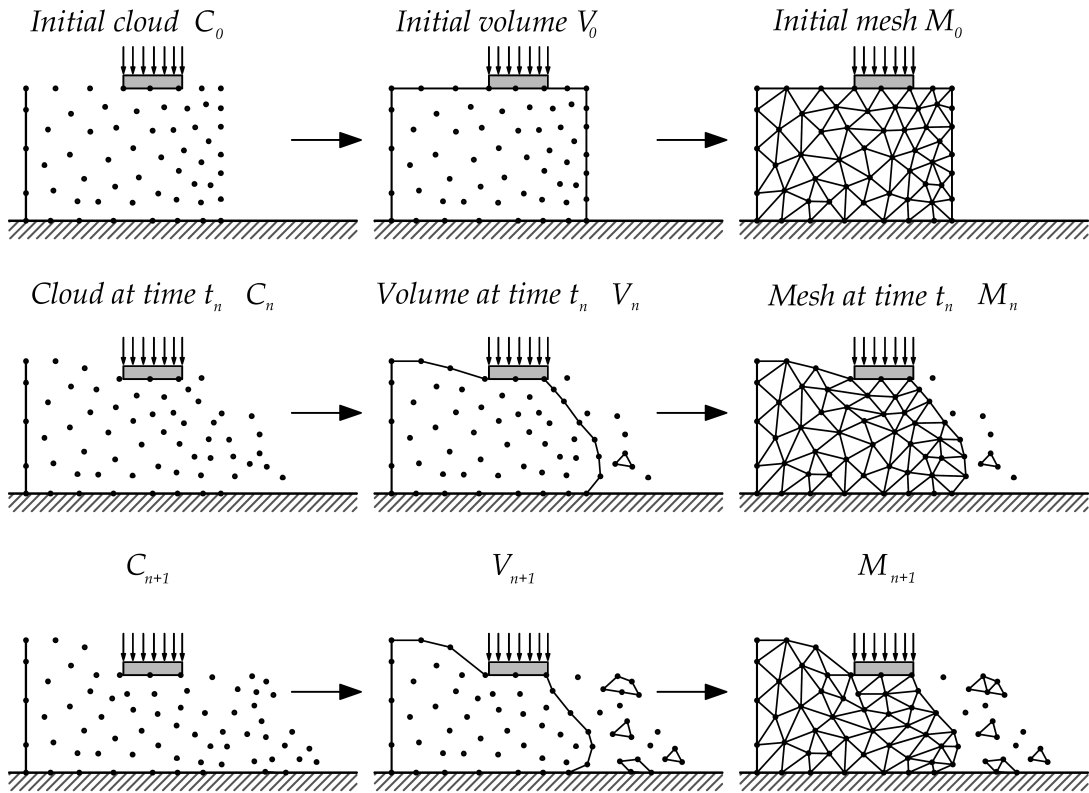 Initial cloud C₀
Initial volume V₀
Initial mesh M₀
Cloud at time tₙ Cₙ
Volume at time tₙ Vₙ
Mesh at time tₙ Mₙ
Cₙ₊₁
Vₙ₊₁
Mₙ₊₁